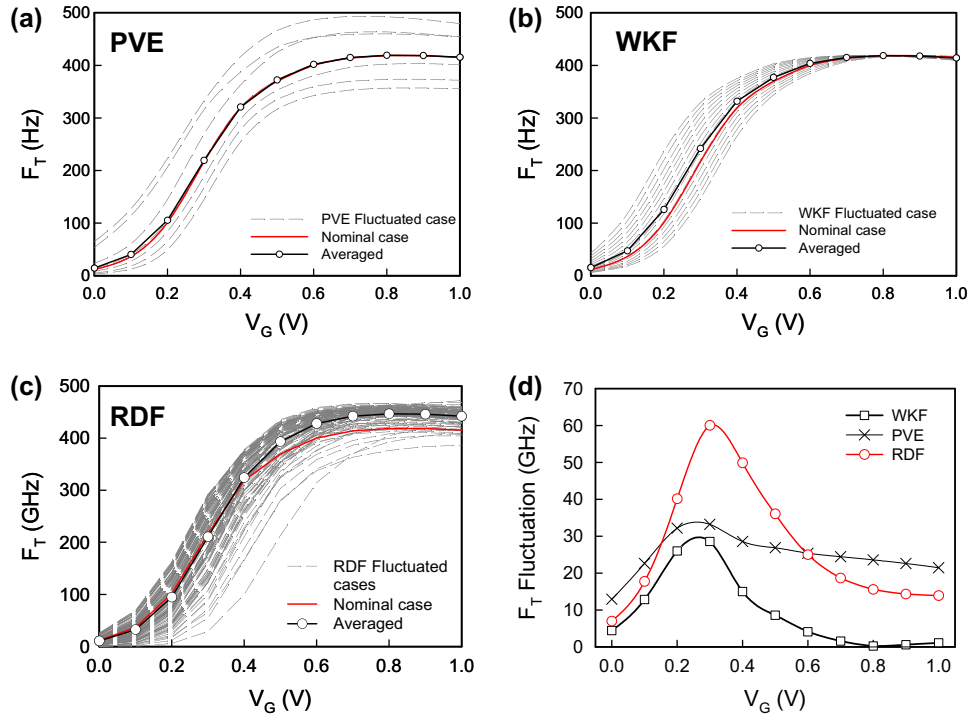 (a)
PVE
500
400
300
200
100
0
F_T (Hz)
PVE Fluctuated case
Nominal case
Averaged
0.0 0.2 0.4 0.6 0.8 1.0
V_G (V)
(b)
WKF
500
400
300
200
100
0
F_T (Hz)
WKF Fluctuated case
Nominal case
Averaged
0.0 0.2 0.4 0.6 0.8 1.0
V_G (V)
(c)
RDF
500
400
300
200
100
0
F_T (GHz)
RDF Fluctuated
cases
Nominal case
Averaged
0.0 0.2 0.4 0.6 0.8 1.0
V_G (V)
(d)
70
60
50
40
30
20
10
0
F_T Fluctuation (GHz)
WKF
PVE
RDF
0.0 0.2 0.4 0.6 0.8 1.0
V_G (V)